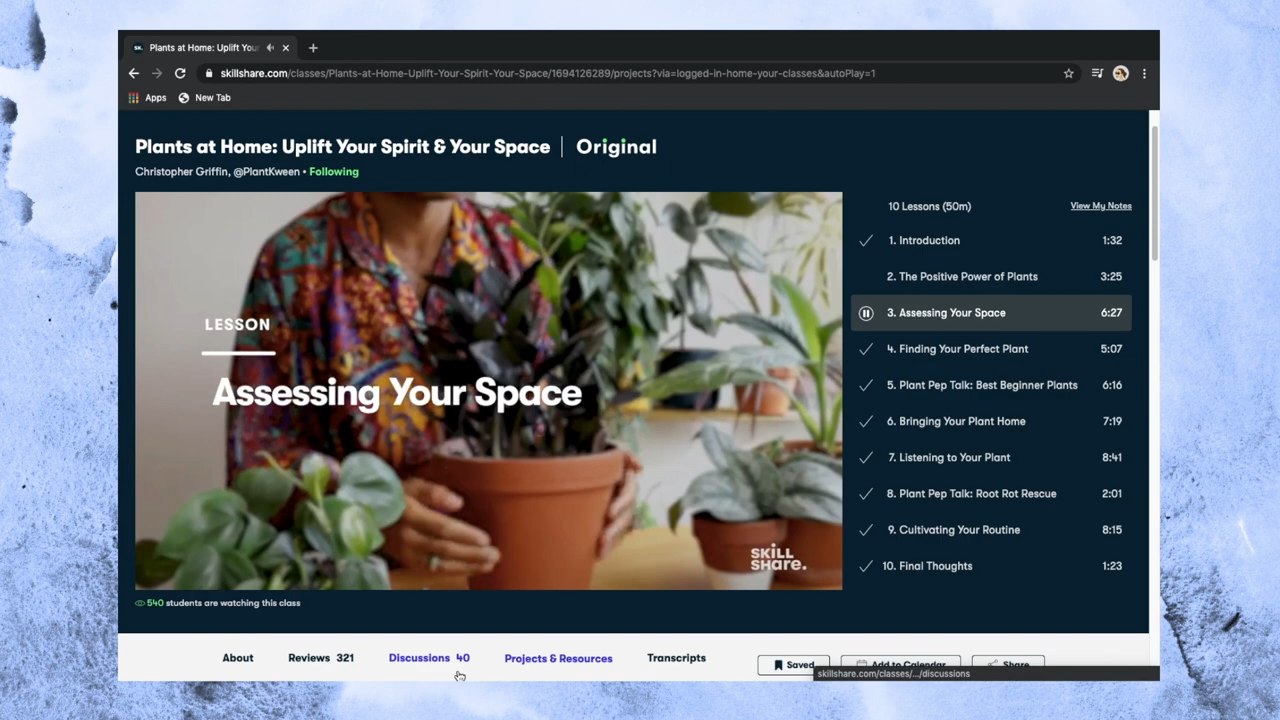 SK. Plants at Home: Uplift You
skillshare.com/classes/Plants-at-Home-Uplift-Your-Spirit-Your-Space/1694126289/projects?via=logged-in-home-your-classes&autoPlay=1
Apps New Tab
Plants at Home: Uplift Your Spirit & Your Space | Original
Christopher Griffin, @PlantKween • Following
LESSON
Assessing Your Space
SKILL
SHARE.
540 students are watching this class
10 Lessons (50m) View My Notes
1. Introduction 1:32
2. The Positive Power of Plants 3:25
3. Assessing Your Space 6:27
4. Finding Your Perfect Plant 5:07
5. Plant Pep Talk: Best Beginner Plants 6:16
6. Bringing Your Plant Home 7:19
7. Listening to Your Plant 8:41
8. Plant Pep Talk: Root Rot Rescue 2:01
9. Cultivating Your Routine 8:15
10. Final Thoughts 1:23
About Reviews 321 Discussions 40 Projects & Resources Transcripts
Saved Add to Calendar Share
skillshare.com/classes/.../discussions